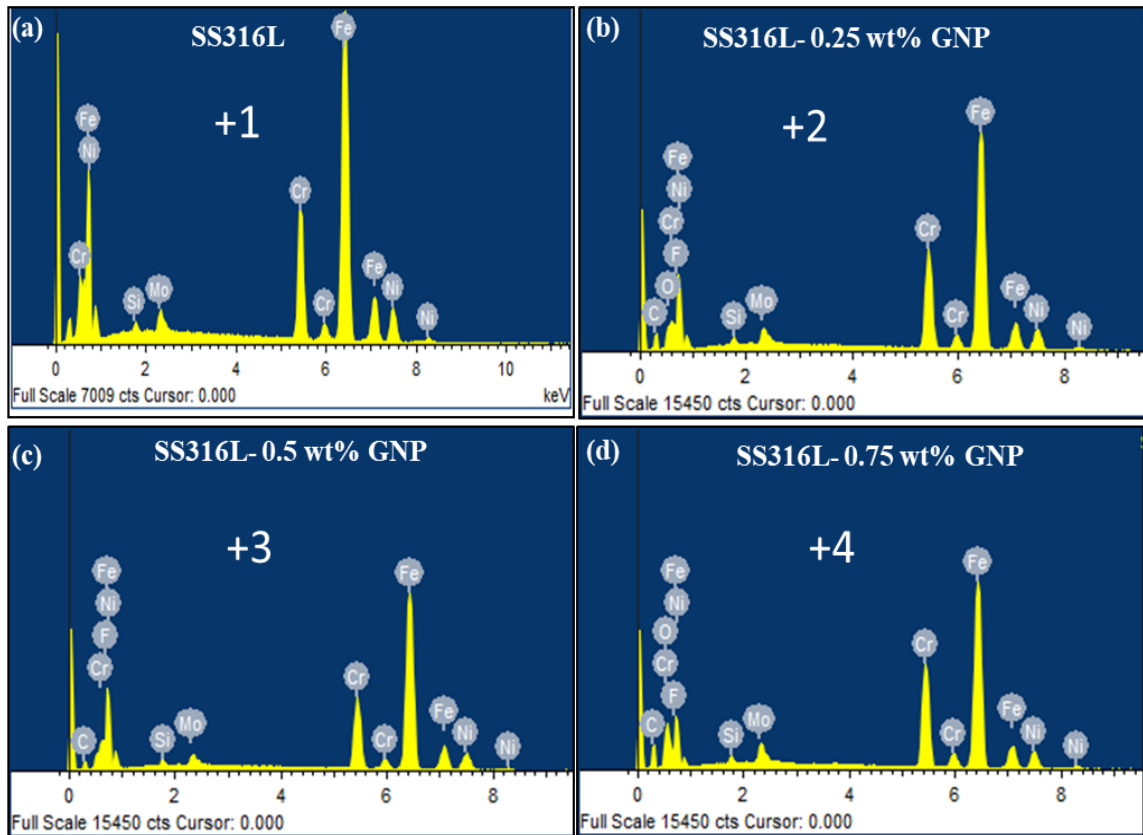 (a)
SS316L
+1
Fe
Fe
Ni
Cr
Cr
Si
Mo
Cr
Fe
Ni
Ni
0 2 4 6 8 10
Full Scale 7009 cts Cursor: 0.000 keV
(b)
SS316L- 0.25 wt% GNP
+2
Fe
Fe
Ni
Cr
F
O
C
Cr
Si
Mo
Cr
Fe
Ni
Ni
0 2 4 6 8
Full Scale 15450 cts Cursor: 0.000
(c)
SS316L- 0.5 wt% GNP
+3
Fe
Fe
Ni
F
Cr
C
Si
Mo
Cr
Cr
Fe
Ni
Ni
0 2 4 6 8
Full Scale 15450 cts Cursor: 0.000
(d)
SS316L- 0.75 wt% GNP
+4
Fe
Fe
Ni
O
Cr
F
C
Cr
Si
Mo
Cr
Fe
Ni
Ni
0 2 4 6 8
Full Scale 15450 cts Cursor: 0.000